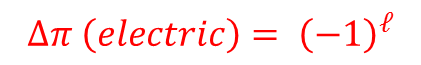 Δπ (electric) = (−1)^ℓ